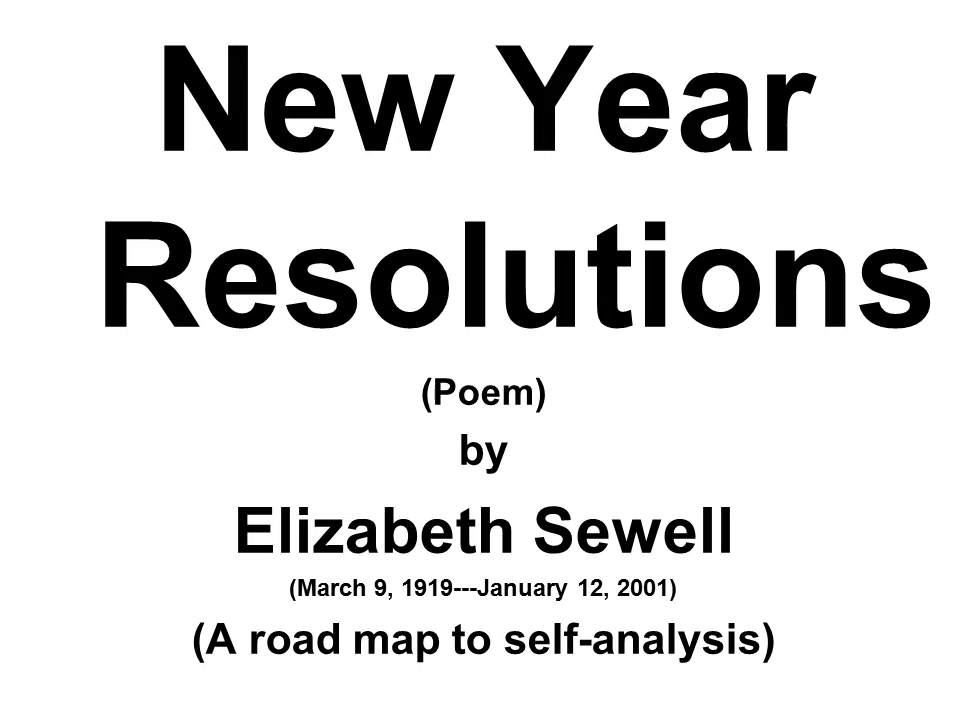 New Year
Resolutions
(Poem)
by
Elizabeth Sewell
(March 9, 1919---January 12, 2001)
(A road map to self-analysis)